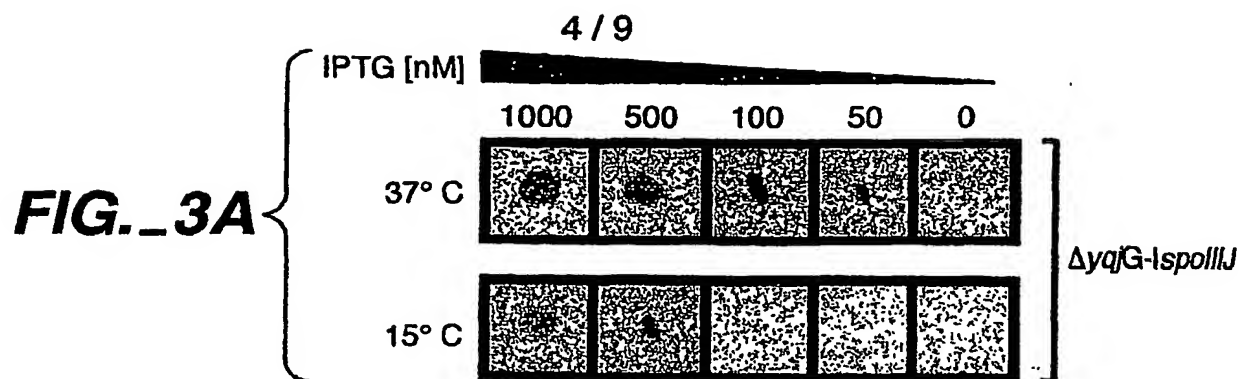 4 / 9
IPTG [nM]
1000 500 100 50 0
FIG._3A
37° C
ΔyqjG-IspoIIIJ
15° C